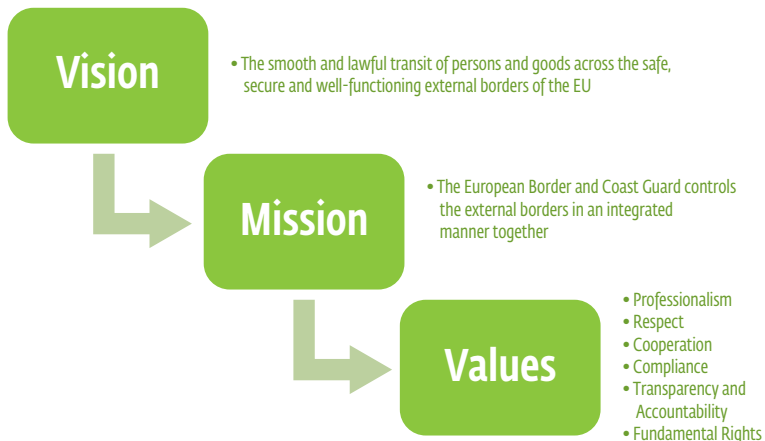 Vision
• The smooth and lawful transit of persons and goods across the safe,
secure and well-functioning external borders of the EU
Mission
• The European Border and Coast Guard controls
the external borders in an integrated
manner together
Values
• Professionalism
• Respect
• Cooperation
• Compliance
• Transparency and
Accountability
• Fundamental Rights